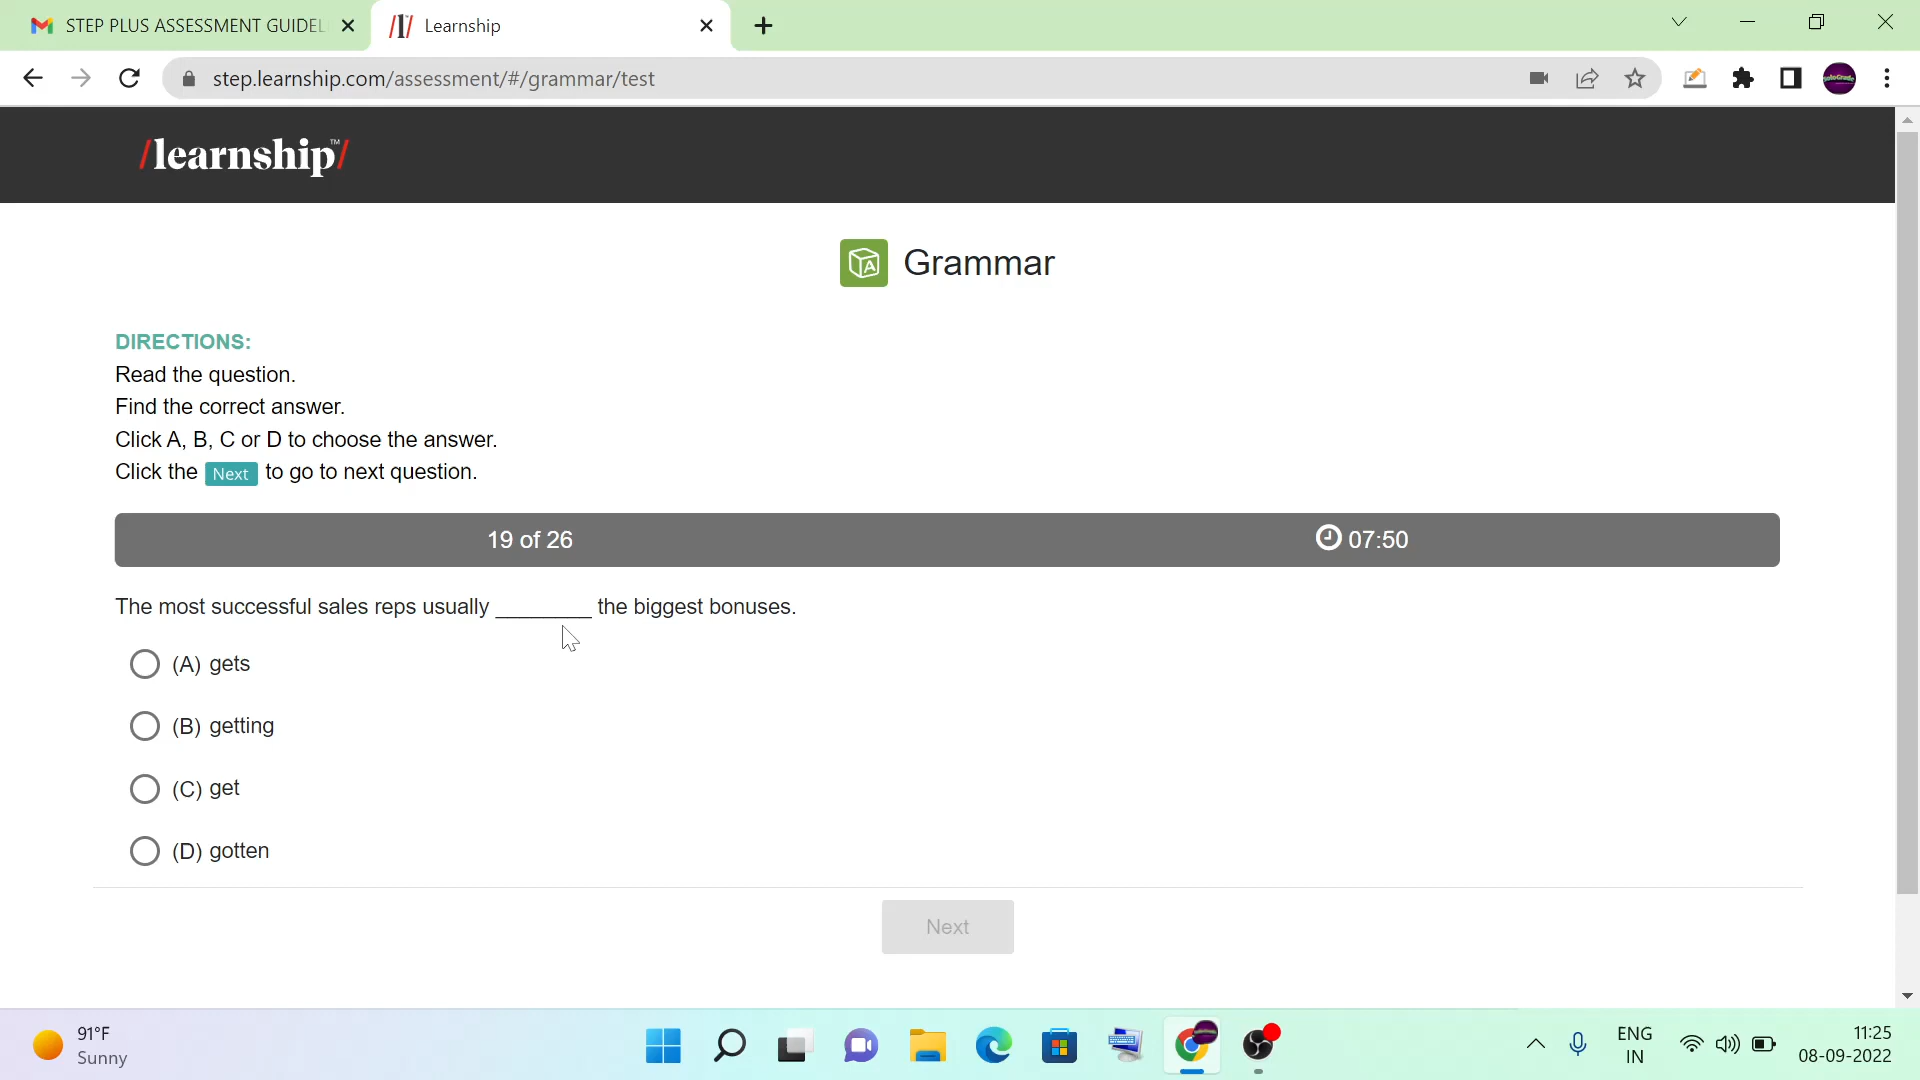 STEP PLUS ASSESSMENT GUIDEL
Learnship
step.learnship.com/assessment/#/grammar/test
/learnship™/
Grammar
DIRECTIONS:
Read the question.
Find the correct answer.
Click A, B, C or D to choose the answer.
Click the Next to go to next question.
19 of 26 07:50
The most successful sales reps usually ________ the biggest bonuses.
(A) gets
(B) getting
(C) get
(D) gotten
Next
91°F
Sunny
ENG
IN
11:25
08-09-2022